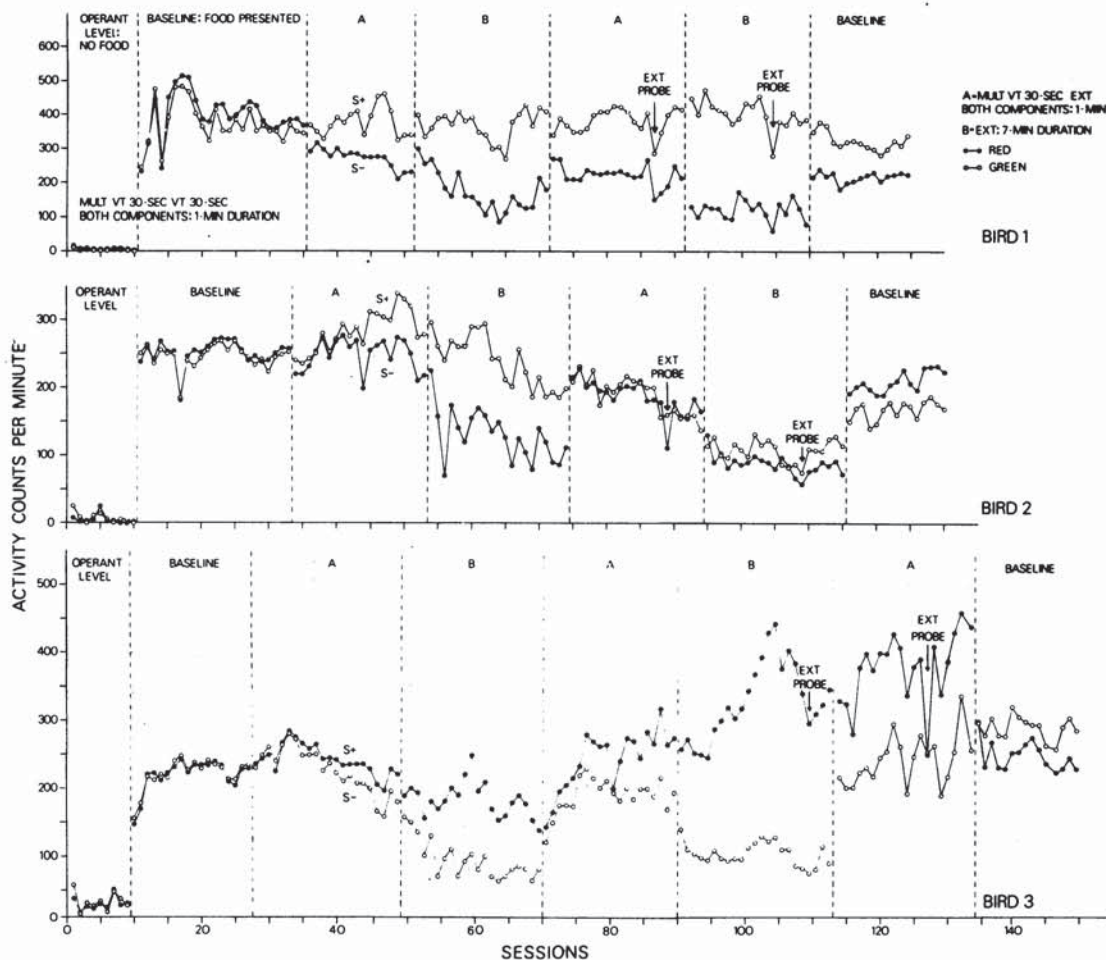 OPERANT
LEVEL:
NO FOOD
BASELINE: FOOD PRESENTED
A
B
A
B
BASELINE
600
500
400
300
200
100
0
S+
S-
EXT
PROBE
EXT
PROBE
MULT VT 30-SEC VT 30-SEC
BOTH COMPONENTS: 1-MIN DURATION
A=MULT VT 30-SEC EXT
BOTH COMPONENTS: 1-MIN
B=EXT: 7-MIN DURATION
RED
GREEN
BIRD 1
OPERANT
LEVEL
BASELINE
A
B
A
B
BASELINE
300
200
100
0
S+
S-
EXT
PROBE
EXT
PROBE
BIRD 2
ACTIVITY COUNTS PER MINUTE
OPERANT
LEVEL
BASELINE
A
B
A
B
A
BASELINE
500
400
300
200
100
0
S+
S-
EXT
PROBE
EXT
PROBE
BIRD 3
0 20 40 60 80 100 120 140
SESSIONS